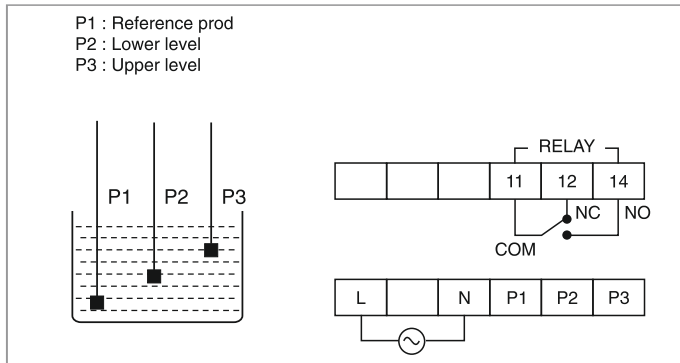 P1 : Reference prod
P2 : Lower level
P3 : Upper level
P1 P2 P3
RELAY
11 12 14
NC NO
COM
L N P1 P2 P3